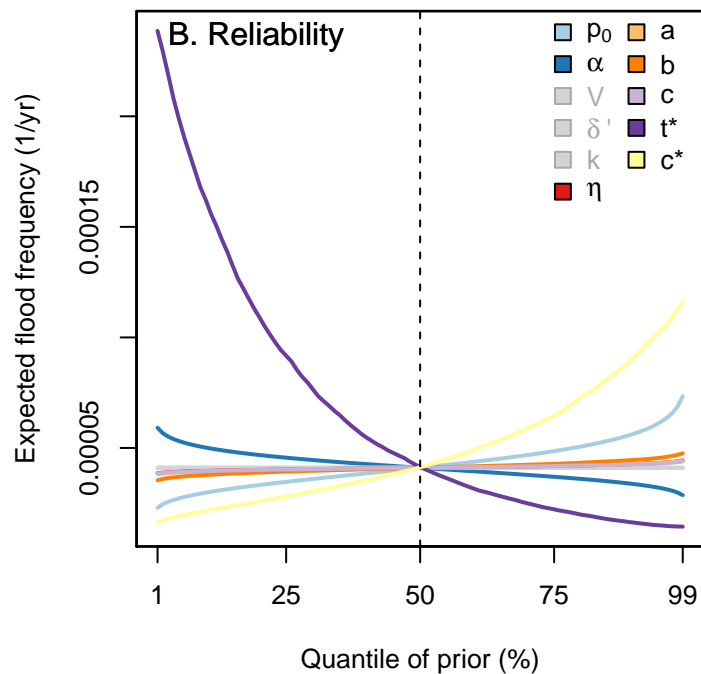 B. Reliability
p0 a
α b
V c
δ ' t*
k c*
η
Expected flood frequency (1/yr)
0.00015
0.00005
1 25 50 75 99
Quantile of prior (%)